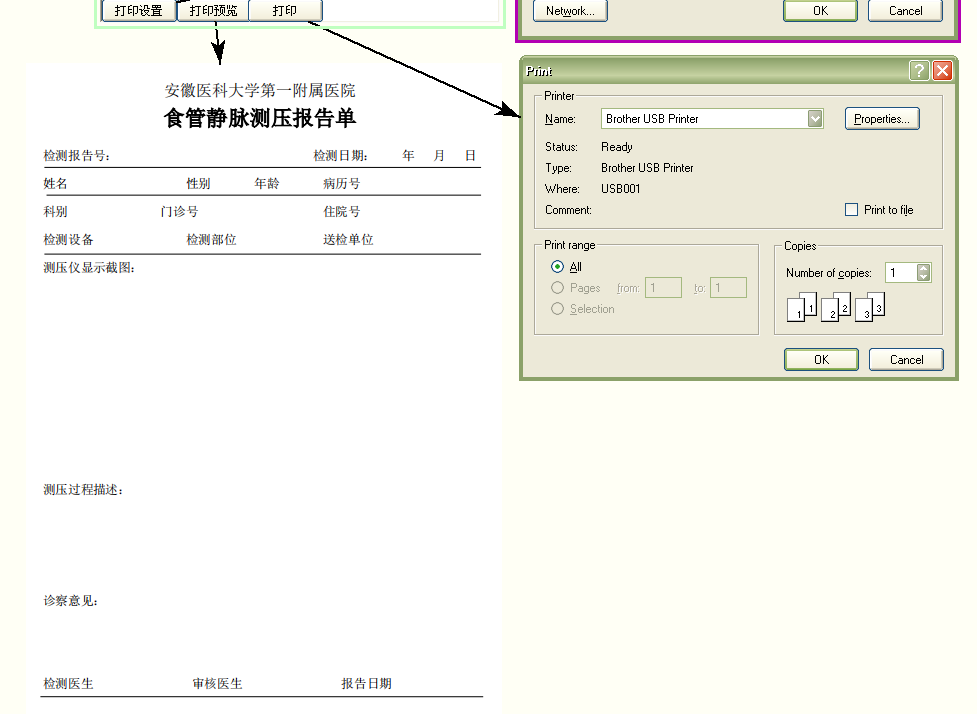 打印设置 打印预览 打印
Network... OK Cancel
安徽医科大学第一附属医院
食管静脉测压报告单
检测报告号: 检测日期: 年 月 日
姓名 性别 年龄 病历号
科别 门诊号 住院号
检测设备 检测部位 送检单位
测压仪显示截图:
测压过程描述:
诊察意见:
检测医生 审核医生 报告日期
Print
Printer
Name: Brother USB Printer Properties...
Status: Ready
Type: Brother USB Printer
Where: USB001
Comment: Print to file
Print range
All
Pages from: 1 to: 1
Selection
Copies
Number of copies: 1
1 1 2 2 3 3
OK Cancel